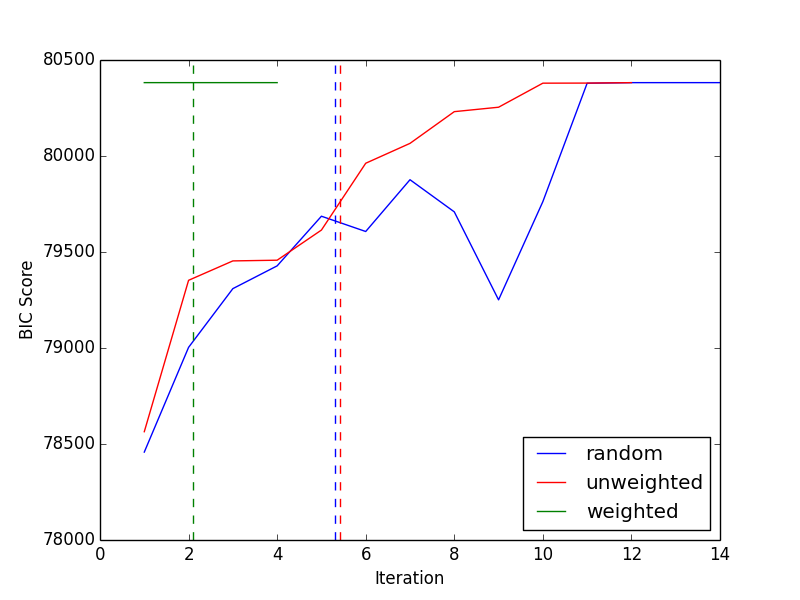 80500
80000
79500
79000
78500
78000
BIC Score
0 2 4 6 8 10 12 14
Iteration
random
unweighted
weighted